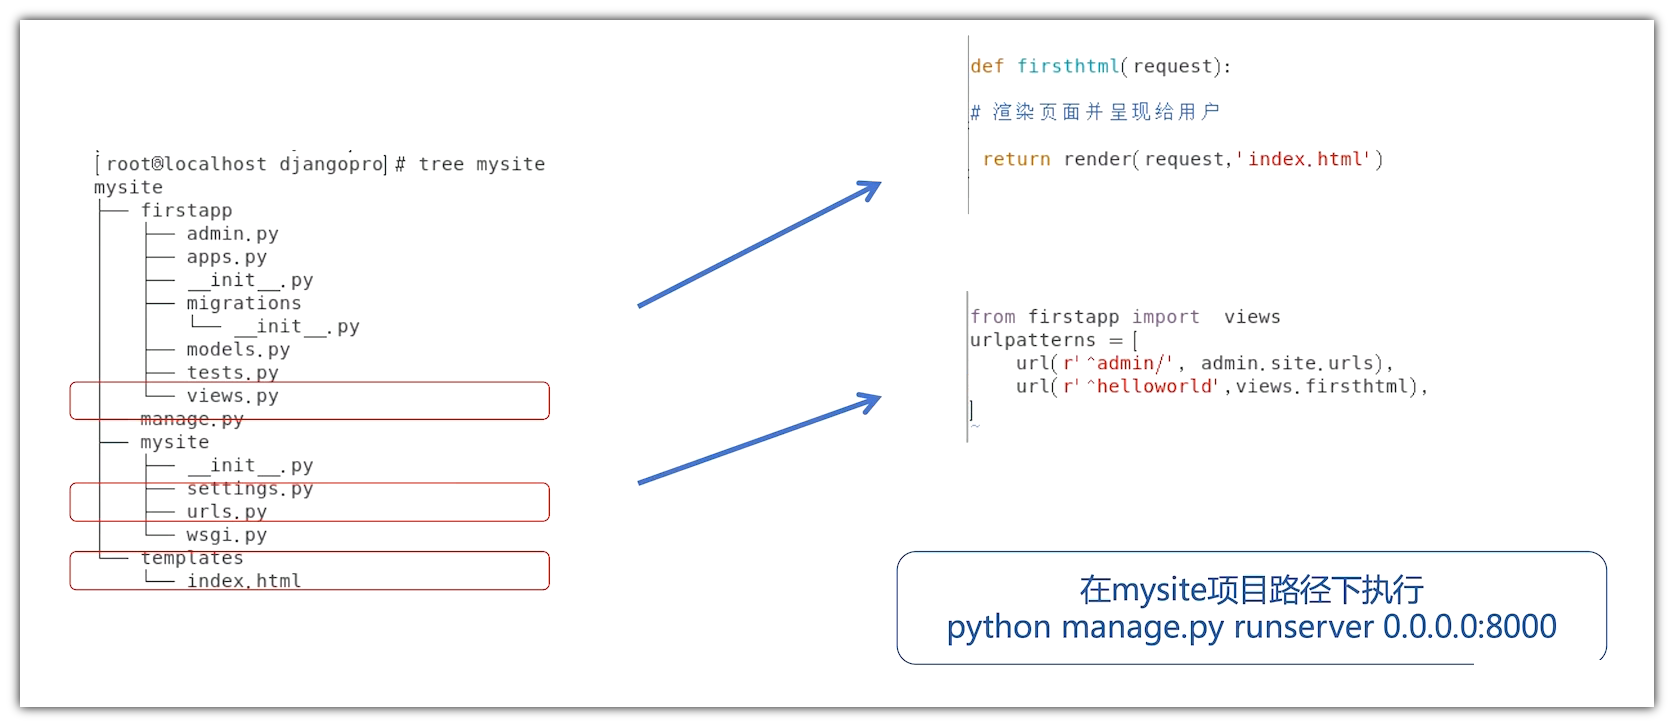 [root@localhost djangopro]# tree mysite
mysite
├── firstapp
│   ├── admin.py
│   ├── apps.py
│   ├── __init__.py
│   ├── migrations
│   │   └── __init__.py
│   ├── models.py
│   ├── tests.py
│   └── views.py
├── manage.py
├── mysite
│   ├── __init__.py
│   ├── settings.py
│   ├── urls.py
│   └── wsgi.py
└── templates
    └── index.html
def firsthtml(request):
# 渲染页面并呈现给用户
return render(request,'index.html')
from firstapp import  views
urlpatterns = [
    url(r'^admin/', admin.site.urls),
    url(r'^helloworld',views.firsthtml),
]
~
在mysite项目路径下执行
python manage.py runserver 0.0.0.0:8000